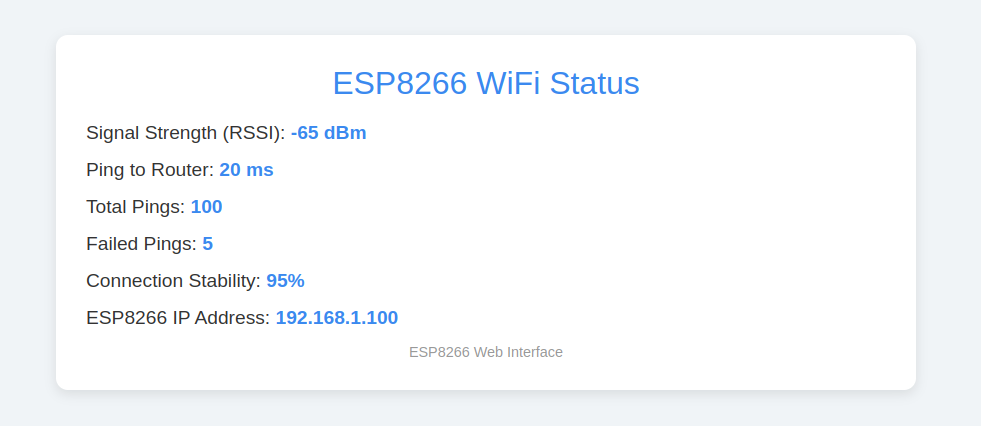 ESP8266 WiFi Status
Signal Strength (RSSI): -65 dBm
Ping to Router: 20 ms
Total Pings: 100
Failed Pings: 5
Connection Stability: 95%
ESP8266 IP Address: 192.168.1.100
ESP8266 Web Interface